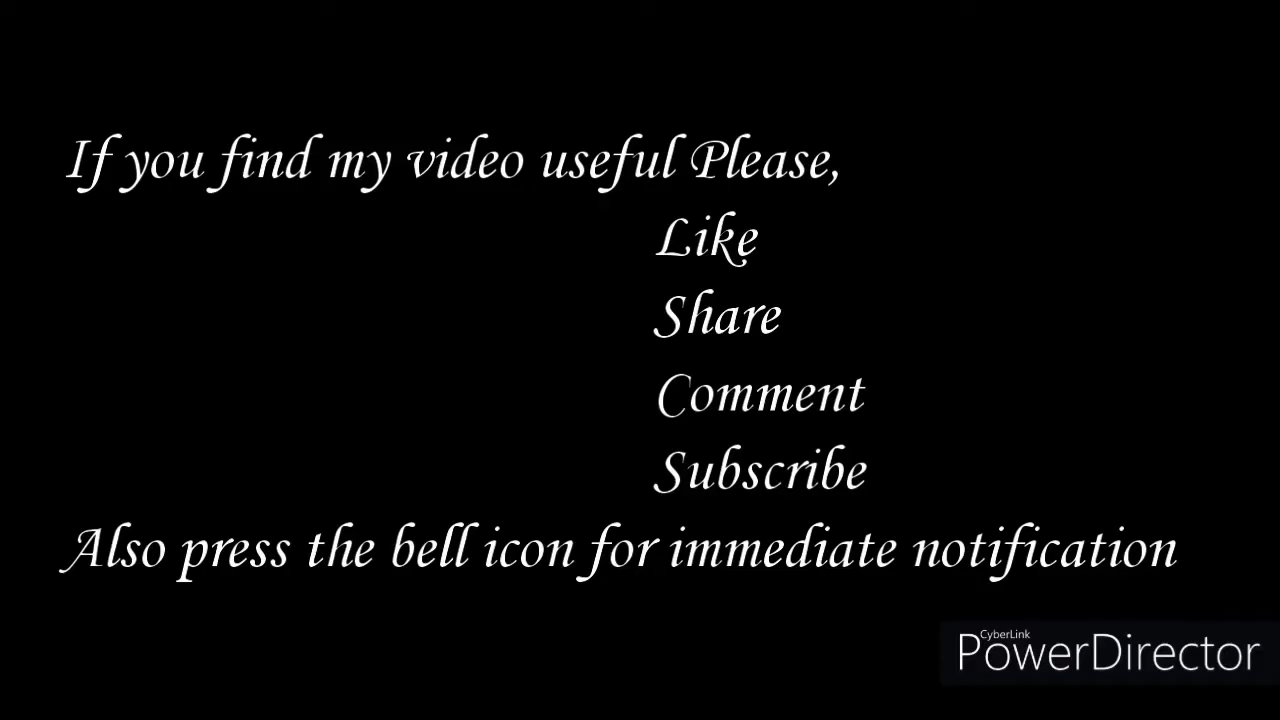 If you find my video useful Please,
Like
Share
Comment
Subscribe
Also press the bell icon for immediate notification
CyberLink
PowerDirector